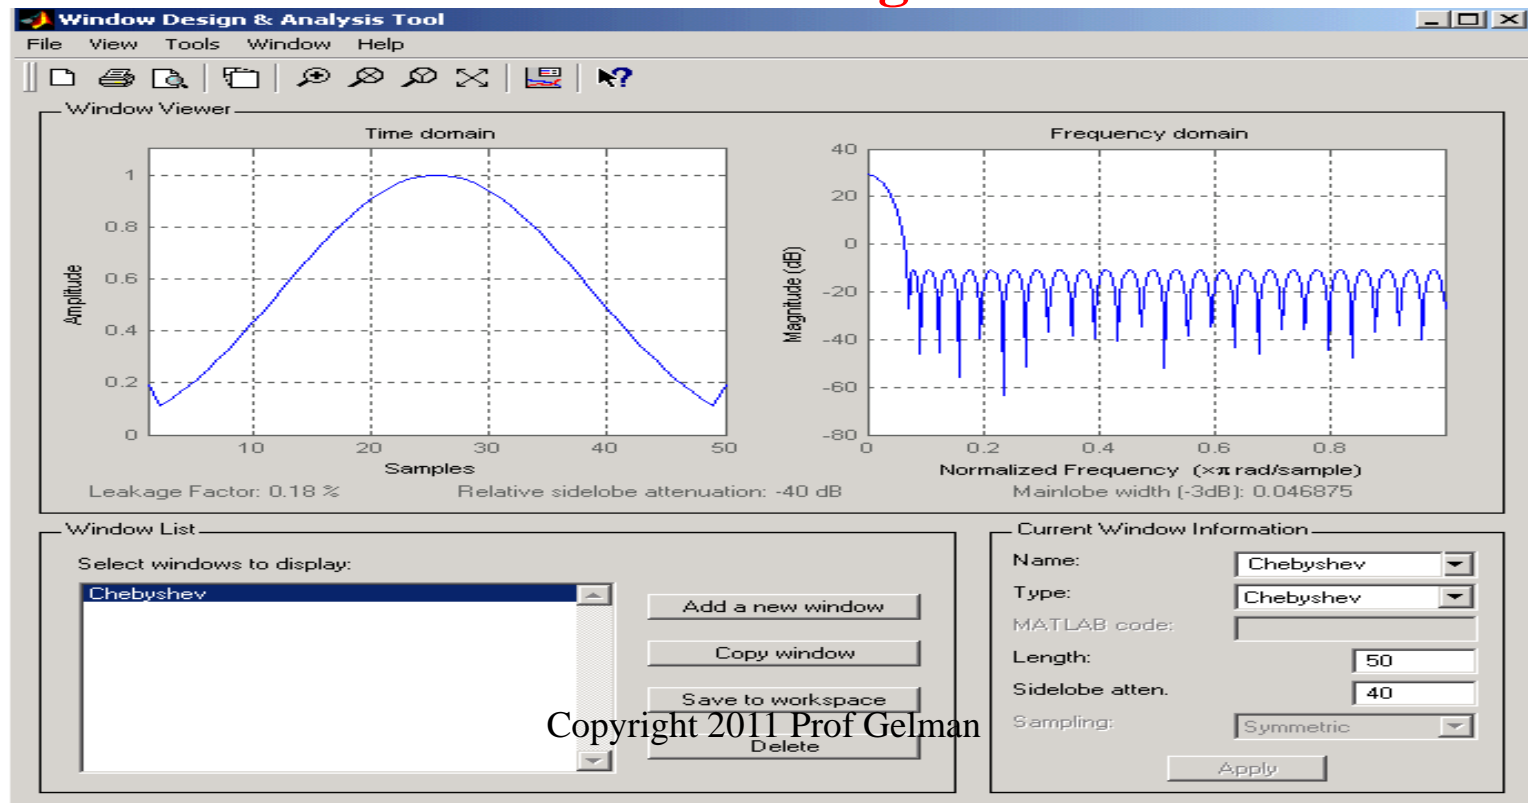 g
Window Design & Analysis Tool
File View Tools Window Help
Window Viewer
Time domain
Amplitude
1
0.8
0.6
0.4
0.2
0
10 20 30 40 50
Samples
Frequency domain
Magnitude (dB)
40
20
0
-20
-40
-60
-80
0 0.2 0.4 0.6 0.8
Normalized Frequency (×π rad/sample)
Leakage Factor: 0.18 % Relative sidelobe attenuation: -40 dB Mainlobe width (-3dB): 0.046875
Window List
Select windows to display:
Chebyshev
Add a new window
Copy window
Save to workspace
Delete
Current Window Information
Name: Chebyshev
Type: Chebyshev
MATLAB code:
Length: 50
Sidelobe atten. 40
Sampling: Symmetric
Apply
Copyright 2011 Prof Gelman